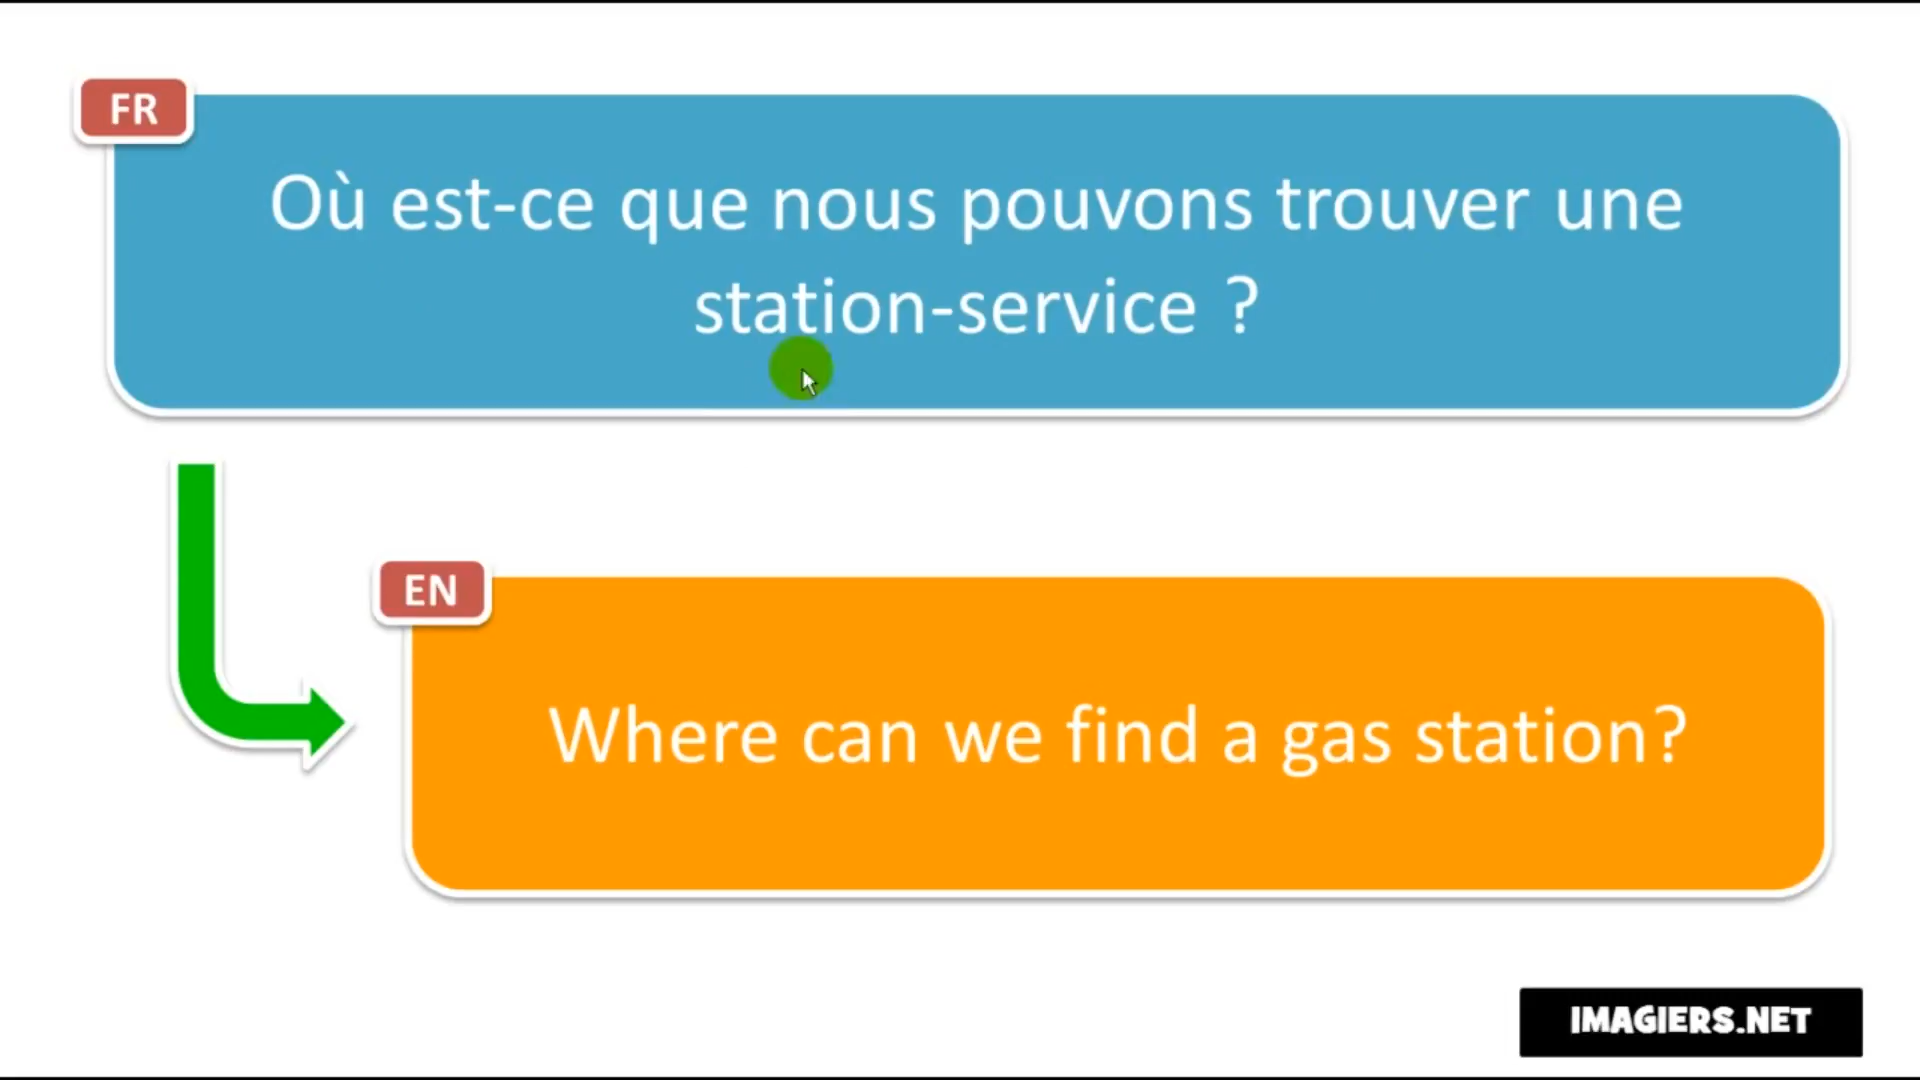 FR
Où est-ce que nous pouvons trouver une
station-service ?
EN
Where can we find a gas station?
IMAGIERS.NET